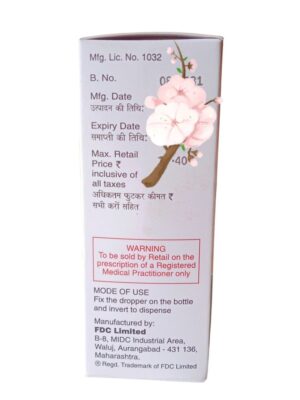 Mfg. Lic. No. 1032
B. No.
Mfg. Date
उत्पादन की तिथि:
Expiry Date
समाप्ती की तिथि:
Max. Retail
Price ₹
inclusive of
all taxes
अधिकतम फुटकर कीमत ₹
सभी करों सहित
WARNING
To be sold by Retail on the
prescription of a Registered
Medical Practitioner only
MODE OF USE
Fix the dropper on the bottle
and invert to dispense
Manufactured by:
FDC Limited
B-8, MIDC Industrial Area,
Waluj, Aurangabad - 431 136,
Maharashtra.
® Regd. Trademark of FDC Limited